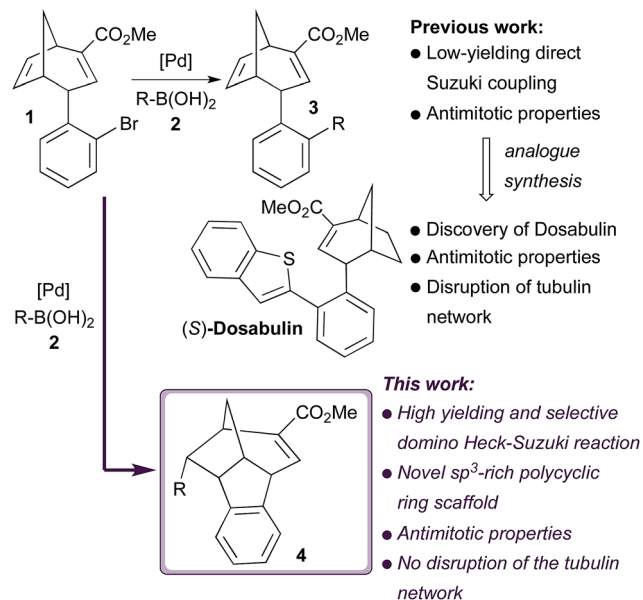 CO₂Me
[Pd]
R-B(OH)₂
2
1
Br
CO₂Me
3
R
Previous work:
● Low-yielding direct
Suzuki coupling
● Antimitotic properties
analogue
synthesis
● Discovery of Dosabulin
● Antimitotic properties
● Disruption of tubulin
network
MeO₂C
S
(S)-Dosabulin
[Pd]
R-B(OH)₂
2
CO₂Me
R
4
This work:
● High yielding and selective
domino Heck-Suzuki reaction
● Novel sp³-rich polycyclic
ring scaffold
● Antimitotic properties
● No disruption of the tubulin
network